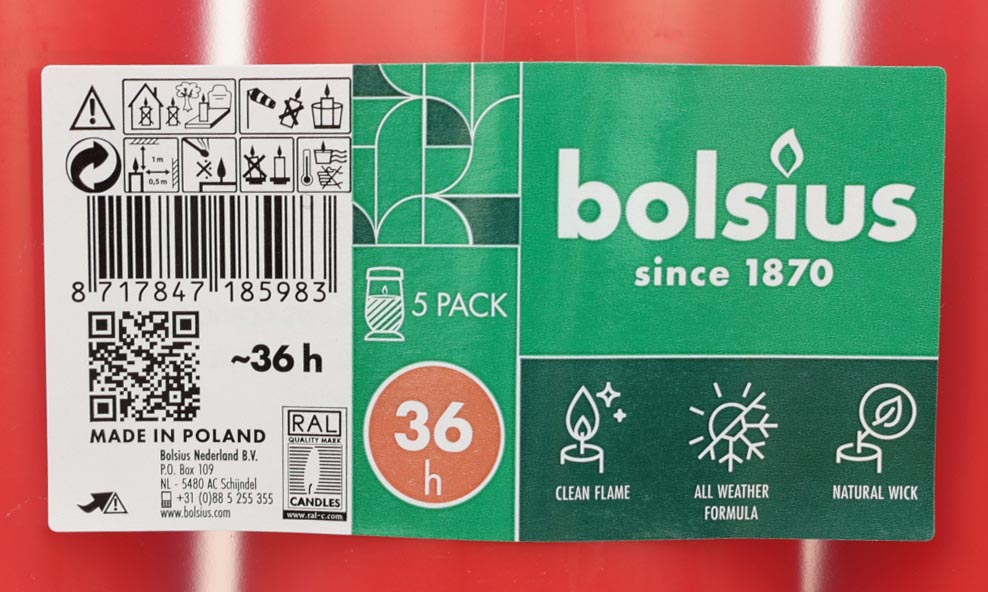 1 m
0,5 m
8 717847 185983
~36 h
MADE IN POLAND
Bolsius Nederland B.V.
P.O. Box 109
NL - 5480 AC Schijndel
+31 (0)88 5 255 355
www.bolsius.com
RAL
QUALITY MARK
CANDLES
www.ral-c.com
5 PACK
36
h
bolsius
since 1870
CLEAN FLAME
ALL WEATHER
FORMULA
NATURAL WICK